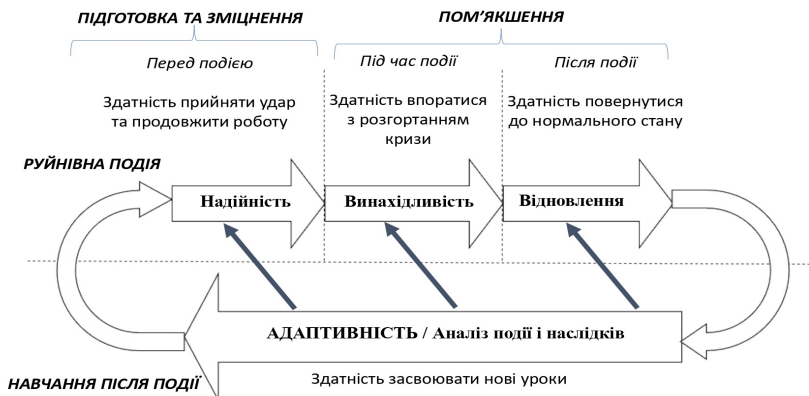 ПІДГОТОВКА ТА ЗМІЦНЕННЯ
ПОМ’ЯКШЕННЯ
Перед подією
Під час події
Після події
Здатність прийняти удар
та продовжити роботу
Здатність впоратися
з розгортанням
кризи
Здатність повернутися
до нормального стану
РУЙНІВНА ПОДІЯ
Надійність
Винахідливість
Відновлення
АДАПТИВНІСТЬ / Аналіз події і наслідків
НАВЧАННЯ ПІСЛЯ ПОДІЇ
Здатність засвоювати нові уроки